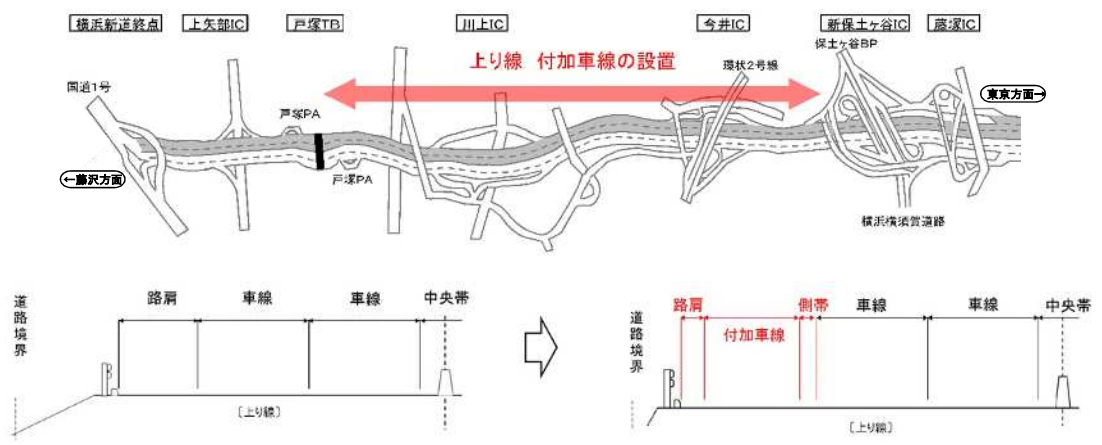 横浜新道終点
上矢部IC
戸塚TB
川上IC
今井IC
新保土ヶ谷IC
藤塚IC
上り線 付加車線の設置
保土ヶ谷BP
環状2号線
国道1号
東京方面→
戸塚PA
戸塚PA
←藤沢方面
横浜横須賀道路
道路境界
路肩
車線
車線
中央帯
〔上り線〕
道路境界
路肩
付加車線
側帯
車線
車線
中央帯
〔上り線〕